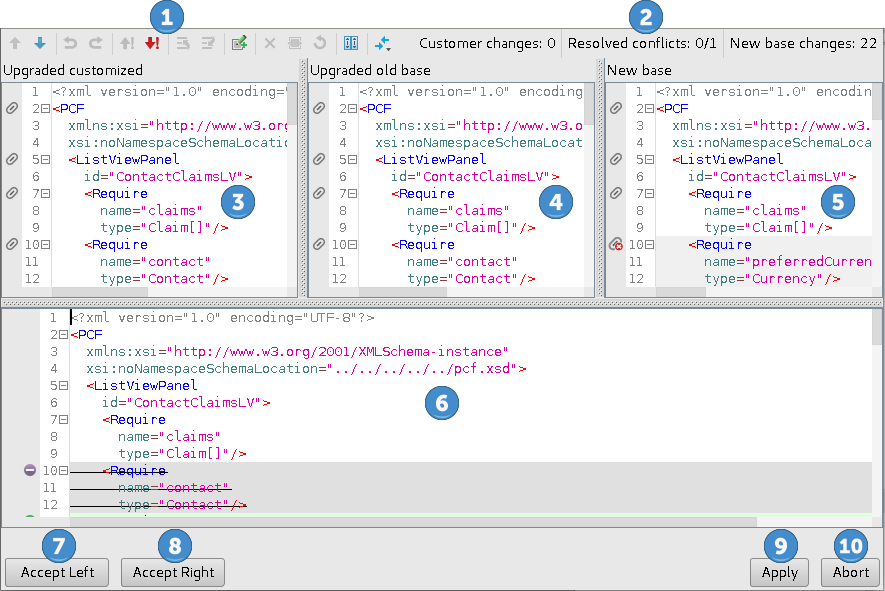 1
2
Customer changes: 0
Resolved conflicts: 0/1
New base changes: 22
Upgraded customized
1 <?xml version="1.0" encoding=
2 <PCF
3 xmlns:xsi="http://www.w3.org
4 xsi:noNamespaceSchemaLocatio
5 <ListViewPanel
6 id="ContactClaimsLV">
7 <Require
8 name="claims"
9 type="Claim[]"/>
10 <Require
11 name="contact"
12 type="Contact"/>
3
Upgraded old base
1 <?xml version="1.0" encoding
2 <PCF
3 xmlns:xsi="http://www.w3.o
4 xsi:noNamespaceSchemaLocat
5 <ListViewPanel
6 id="ContactClaimsLV">
7 <Require
8 name="claims"
9 type="Claim[]"/>
10 <Require
11 name="contact"
12 type="Contact"/>
4
New base
1 <?xml version="1.0" encodin
2 <PCF
3 xmlns:xsi="http://www.w3.
4 xsi:noNamespaceSchemaLoca
5 <ListViewPanel
6 id="ContactClaimsLV">
7 <Require
8 name="claims"
9 type="Claim[]"/>
10 <Require
11 name="preferredCurren
12 type="Currency"/>
5
1 <?xml version="1.0" encoding="UTF-8"?>
2 <PCF
3 xmlns:xsi="http://www.w3.org/2001/XMLSchema-instance"
4 xsi:noNamespaceSchemaLocation="../../../../../pcf.xsd">
5 <ListViewPanel
6 id="ContactClaimsLV">
7 <Require
8 name="claims"
9 type="Claim[]"/>
10 <Require
11 name="contact"
12 type="Contact"/>
6
7
8
9
10
Accept Left
Accept Right
Apply
Abort